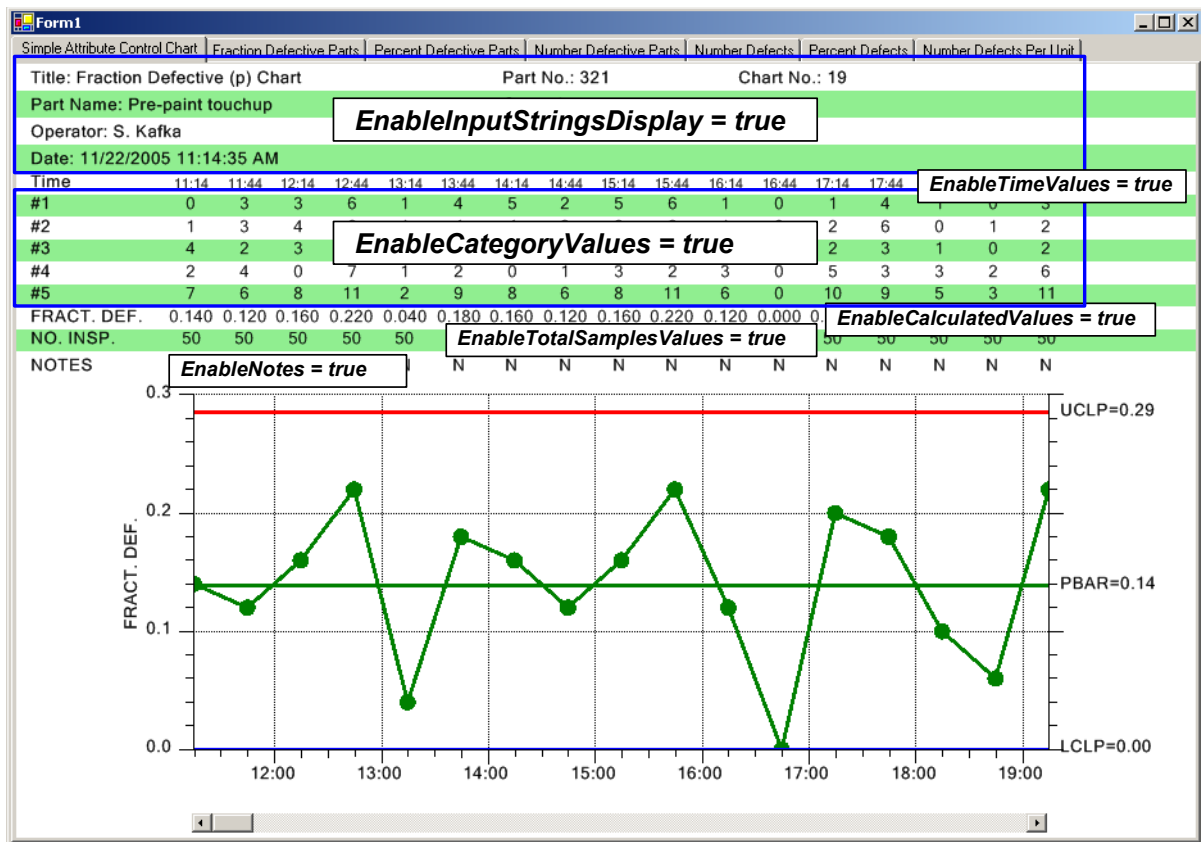 Form1
Simple Attribute Control Chart Fraction Defective Parts Percent Defective Parts Number Defective Parts Number Defects Percent Defects Number Defects Per Unit
Title: Fraction Defective (p) Chart Part No.: 321 Chart No.: 19
Part Name: Pre-paint touchup
EnableInputStringsDisplay = true
Operator: S. Kafka
Date: 11/22/2005 11:14:35 AM
Time 11:14 11:44 12:14 12:44 13:14 13:44 14:14 14:44 15:14 15:44 16:14 16:44 17:14 17:44
EnableTimeValues = true
#1 0 3 3 6 1 4 5 2 5 6 1 0 1 4 1 0 3
#2 1 3 4 2 6 0 1 2
EnableCategoryValues = true
#3 4 2 3 2 3 1 0 2
#4 2 4 0 7 1 2 0 1 3 2 3 0 5 3 3 2 6
#5 7 6 8 11 2 9 8 6 8 11 6 0 10 9 5 3 11
FRACT. DEF. 0.140 0.120 0.160 0.220 0.040 0.180 0.160 0.120 0.160 0.220 0.120 0.000
EnableCalculatedValues = true
NO. INSP. 50 50 50 50 50 50 50 50 50 50
EnableTotalSamplesValues = true
NOTES N N N N N N N N N N N
EnableNotes = true
0.3
UCLP=0.29
0.2
FRACT. DEF.
PBAR=0.14
0.1
0.0
LCLP=0.00
12:00 13:00 14:00 15:00 16:00 17:00 18:00 19:00